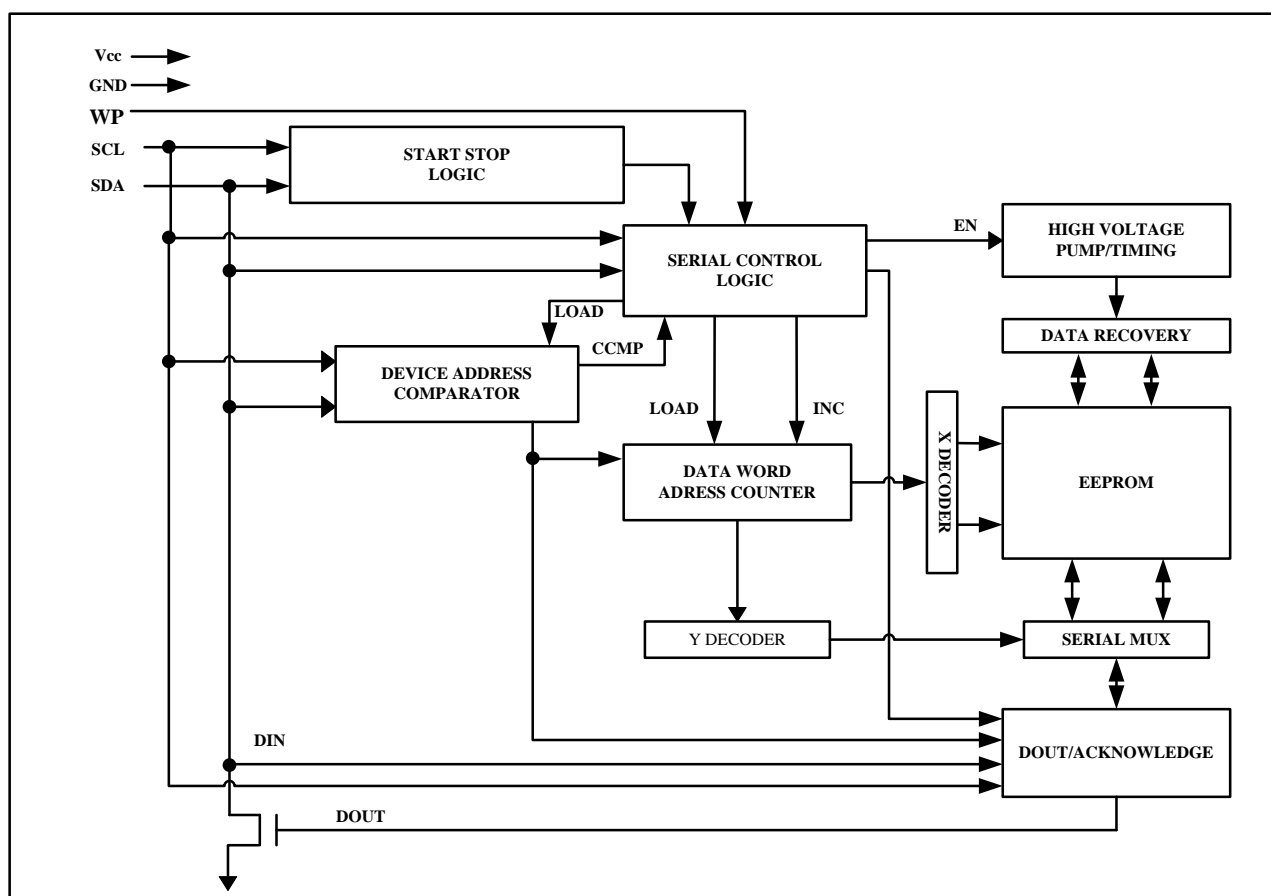 Vcc
GND
WP
SCL
SDA
START STOP
LOGIC
SERIAL CONTROL
LOGIC
EN
HIGH VOLTAGE
PUMP/TIMING
LOAD
CCMP
DATA RECOVERY
DEVICE ADDRESS
COMPARATOR
LOAD
INC
X DECODER
EEPROM
DATA WORD
ADRESS COUNTER
Y DECODER
SERIAL MUX
DIN
DOUT/ACKNOWLEDGE
DOUT